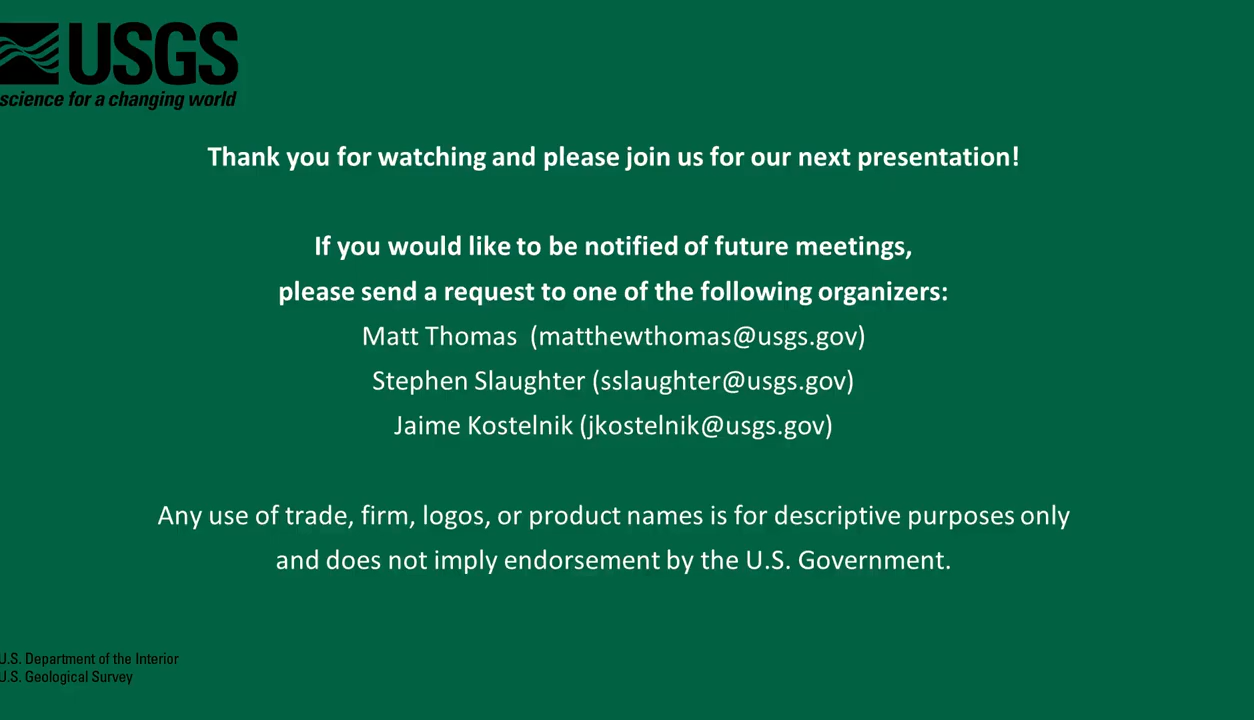 USGS
science for a changing world
Thank you for watching and please join us for our next presentation!
If you would like to be notified of future meetings,
please send a request to one of the following organizers:
Matt Thomas (matthewthomas@usgs.gov)
Stephen Slaughter (sslaughter@usgs.gov)
Jaime Kostelnik (jkostelnik@usgs.gov)
Any use of trade, firm, logos, or product names is for descriptive purposes only
and does not imply endorsement by the U.S. Government.
U.S. Department of the Interior
U.S. Geological Survey